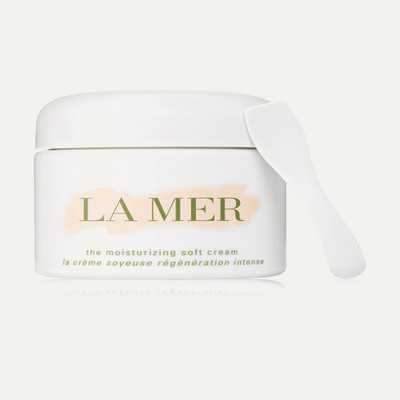 LA MER
the moisturizing soft cream
la crème soyeuse régénération intense